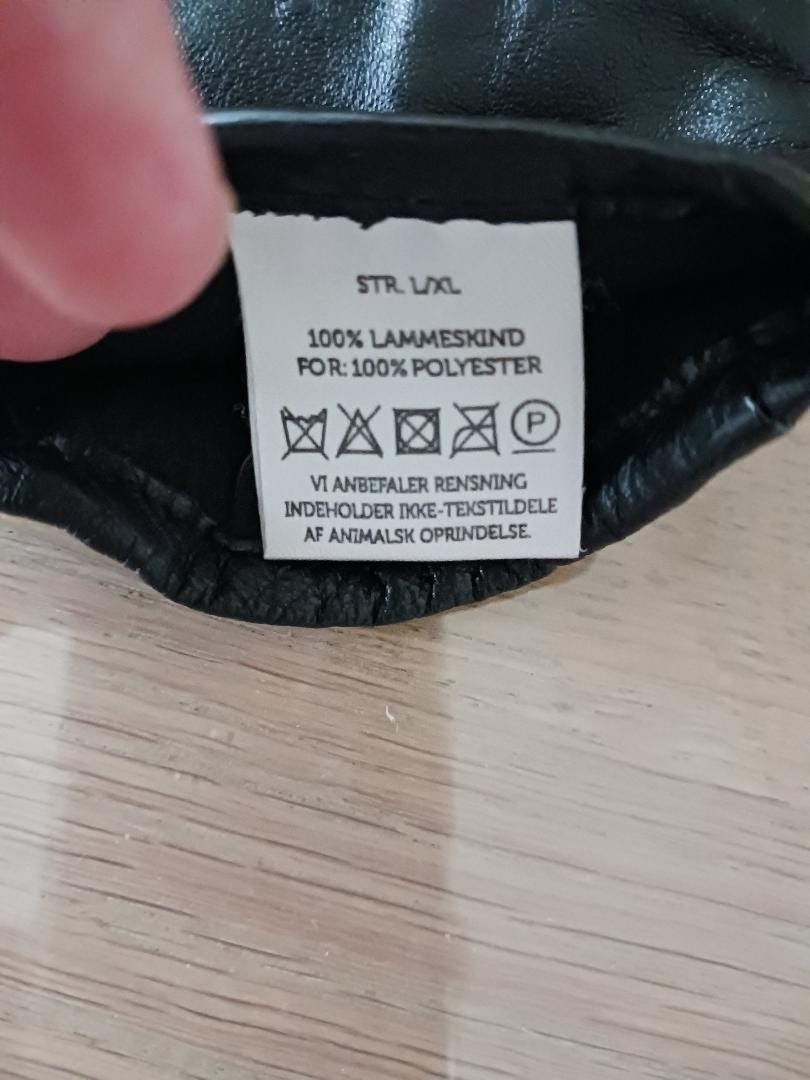 STR. L/XL
100% LAMMESKIND
FOR: 100% POLYESTER
P
VI ANBEFALER RENSNING
INDEHOLDER IKKE-TEKSTILDELE
AF ANIMALSK OPRINDELSE.